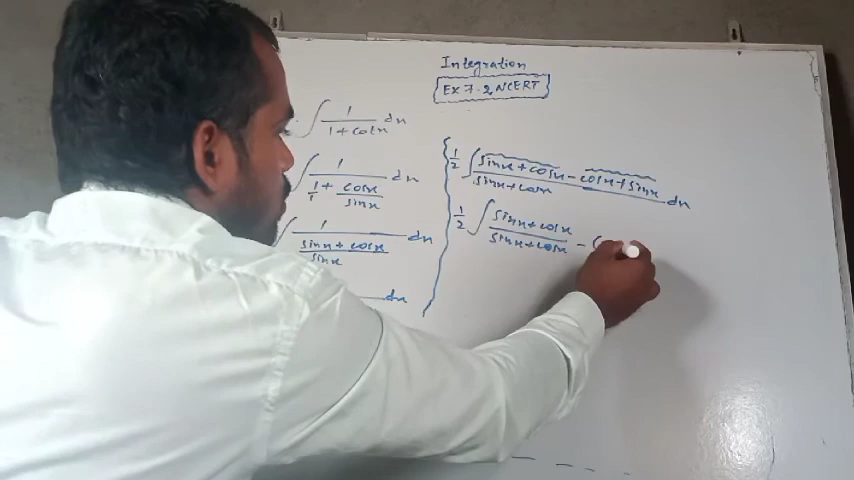 Integration
Ex 7.2, NCERT
∫ 1 / 1 + cotx dx
∫ 1 / 1/1 + cosx/sinx dx
∫ 1 / (sinx + cosx / sinx) dx
dx
1/2 ∫ sinx + cosx - cosx + sinx / sinx + cosx dx
1/2 ∫ sinx + cosx / sinx + cosx - (